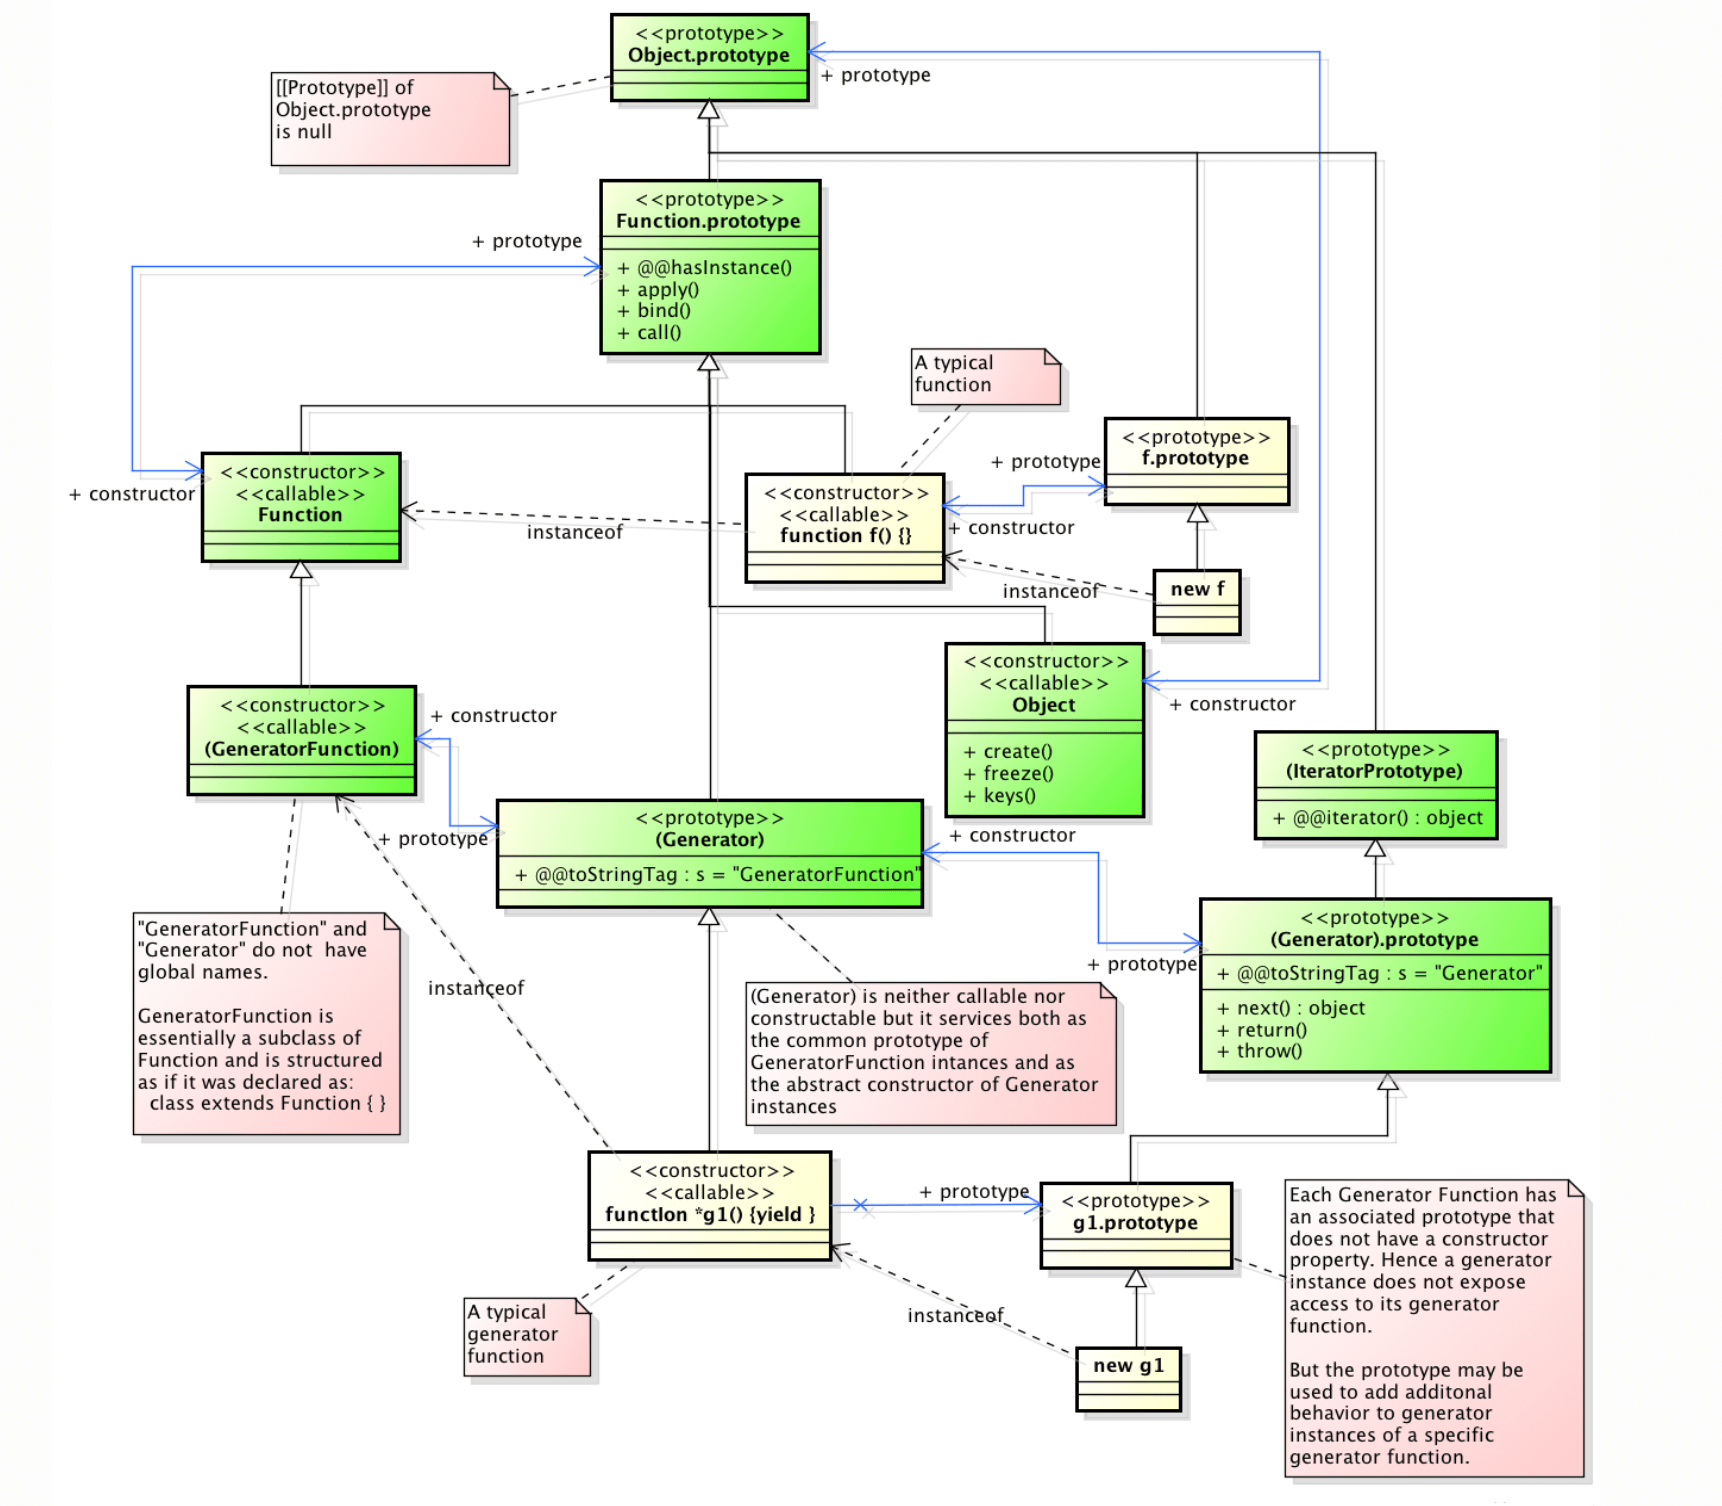 <<prototype>>
Object.prototype
+ prototype
[[Prototype]] of
Object.prototype
is null
<<prototype>>
Function.prototype
+ @@hasInstance()
+ apply()
+ bind()
+ call()
+ prototype
A typical
function
<<prototype>>
f.prototype
+ prototype
<<constructor>>
<<callable>>
Function
+ constructor
<<constructor>>
<<callable>>
function f() {}
+ constructor
instanceof
instanceof
new f
<<constructor>>
<<callable>>
Object
+ create()
+ freeze()
+ keys()
+ constructor
<<constructor>>
<<callable>>
(GeneratorFunction)
+ constructor
<<prototype>>
(IteratorPrototype)
+ @@iterator() : object
+ prototype
<<prototype>>
(Generator)
+ @@toStringTag : s = "GeneratorFunction"
+ constructor
<<prototype>>
(Generator).prototype
+ @@toStringTag : s = "Generator"
+ next() : object
+ return()
+ throw()
+ prototype
"GeneratorFunction" and
"Generator" do not  have
global names.
GeneratorFunction is
essentially a subclass of
Function and is structured
as if it was declared as:
class extends Function { }
instanceof
(Generator) is neither callable nor
constructable but it services both as
the common prototype of
GeneratorFunction intances and as
the abstract constructor of Generator
instances
<<constructor>>
<<callable>>
functIon *g1() {yield }
+ prototype
<<prototype>>
g1.prototype
Each Generator Function has
an associated prototype that
does not have a constructor
property. Hence a generator
instance does not expose
access to its generator
function.
But the prototype may be
used to add additonal
behavior to generator
instances of a specific
generator function.
A typical
generator
function
instanceof
new g1